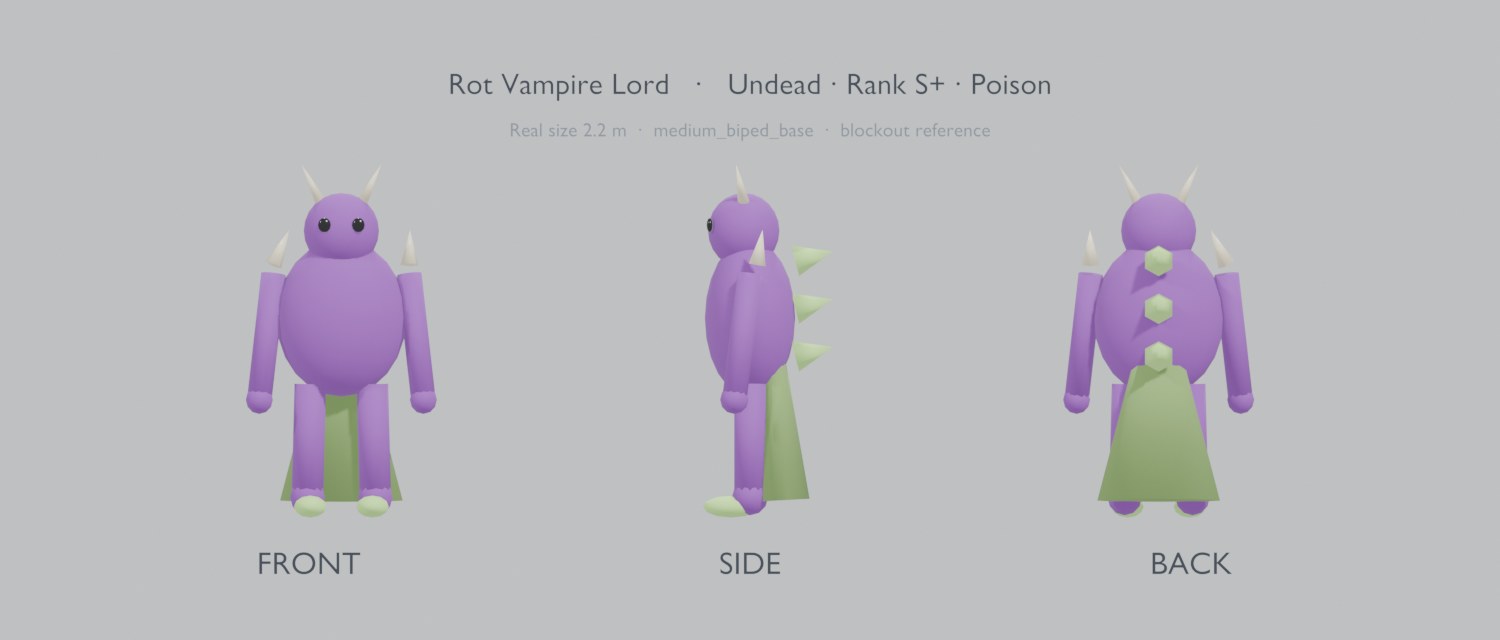 Rot Vampire Lord · Undead · Rank S+ · Poison
Real size 2.2 m · medium_biped_base · blockout reference
FRONT SIDE BACK